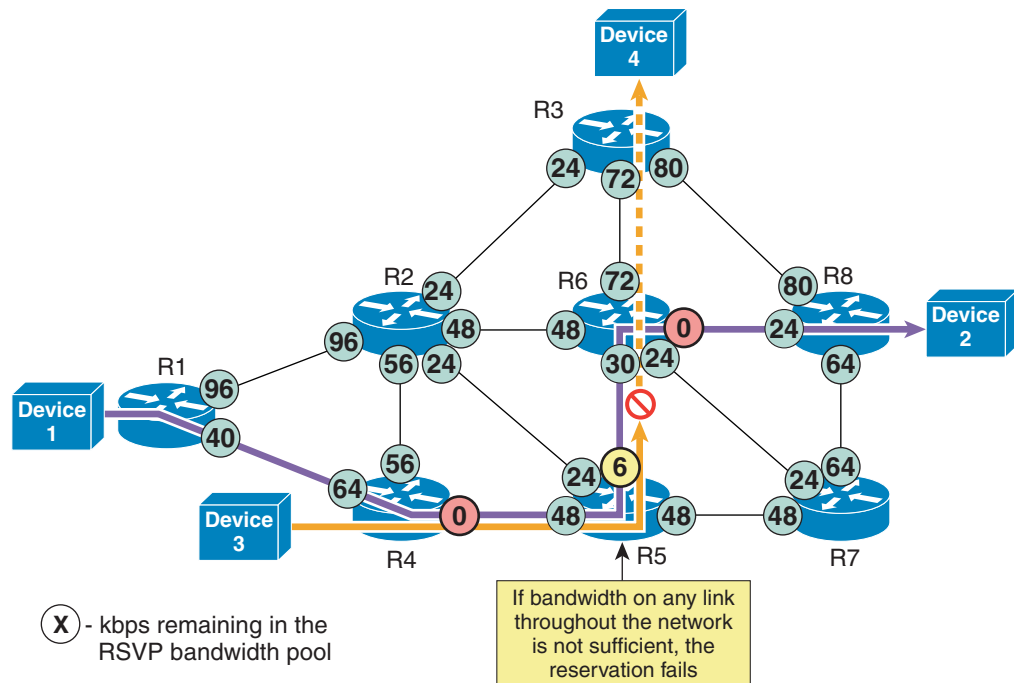 Device
4
R3
24
72
80
R2
R6
R8
24
72
80
96
48
48
0
24
Device
2
R1
56
24
30
24
64
96
Device
1
40
56
64
24
6
24
64
0
48
48
48
Device
3
R4
R5
R7
X - kbps remaining in the
RSVP bandwidth pool
If bandwidth on any link
throughout the network
is not sufficient, the
reservation fails